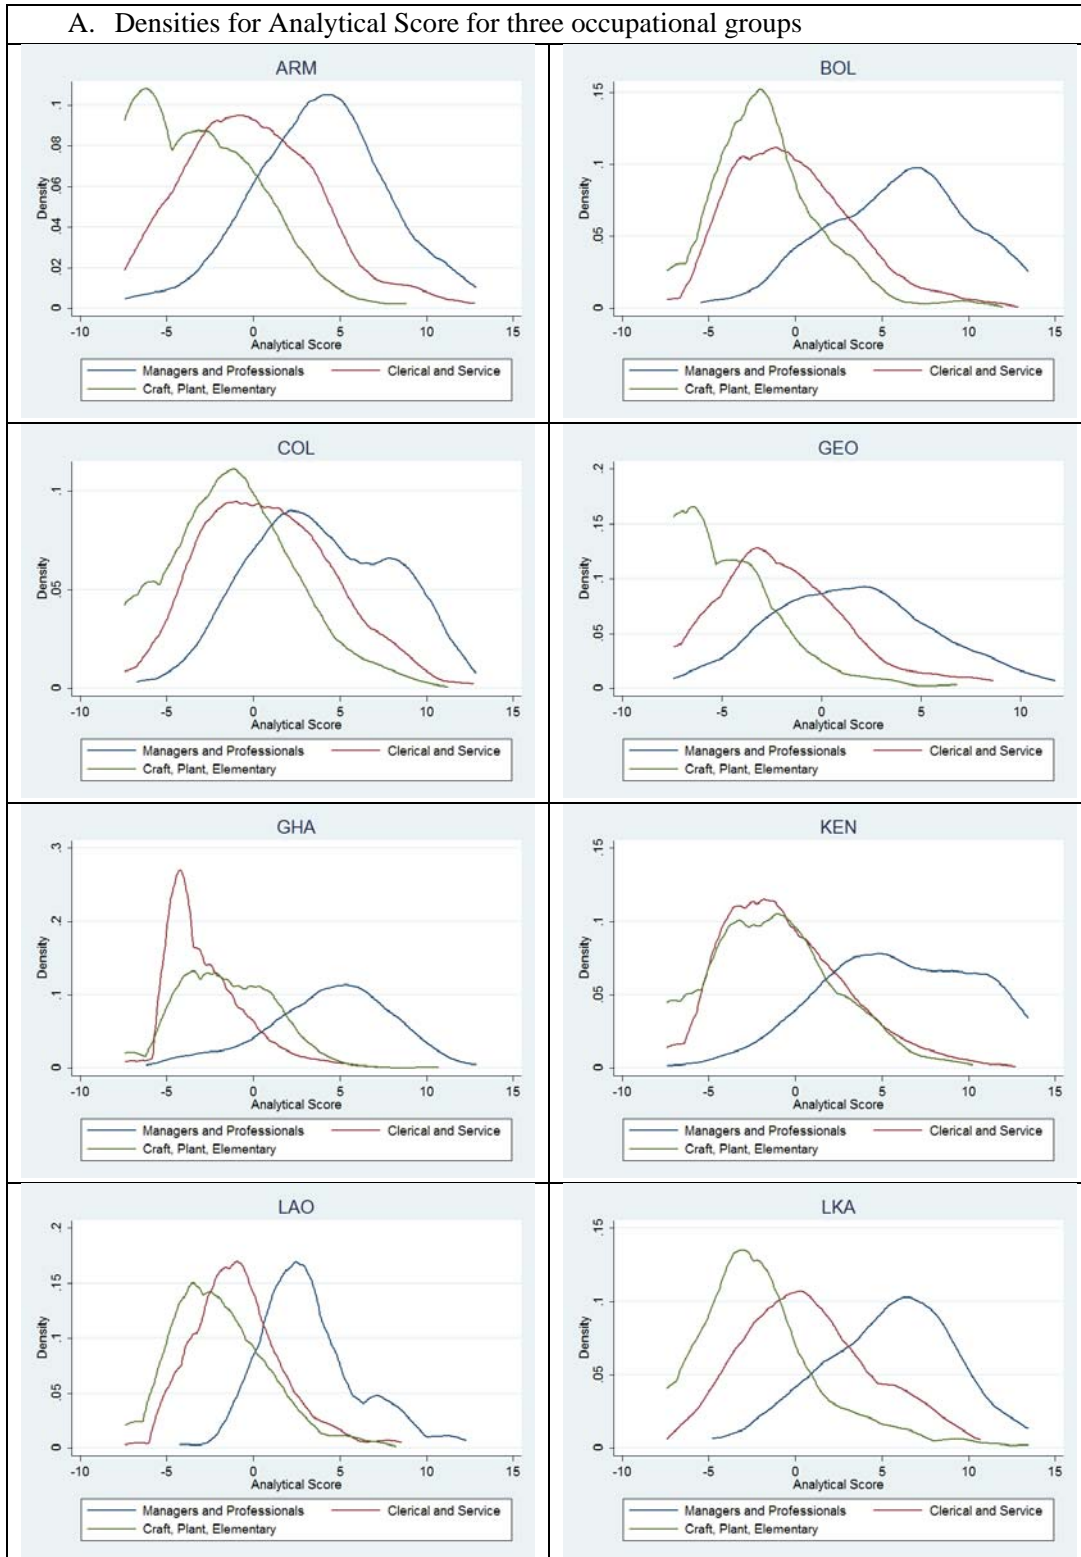 A. Densities for Analytical Score for three occupational groups
ARM
Density
0 .02 .04 .06 .08 .1
-10 -5 0 5 10 15
Analytical Score
Managers and Professionals Clerical and Service
Craft, Plant, Elementary
BOL
Density
0 .05 .1 .15
-10 -5 0 5 10 15
Analytical Score
Managers and Professionals Clerical and Service
Craft, Plant, Elementary
COL
Density
0 .05 .1
-10 -5 0 5 10 15
Analytical Score
Managers and Professionals Clerical and Service
Craft, Plant, Elementary
GEO
Density
0 .05 .1 .15 .2
-10 -5 0 5 10
Analytical Score
Managers and Professionals Clerical and Service
Craft, Plant, Elementary
GHA
Density
0 .1 .2 .3
-10 -5 0 5 10 15
Analytical Score
Managers and Professionals Clerical and Service
Craft, Plant, Elementary
KEN
Density
0 .05 .1 .15
-10 -5 0 5 10 15
Analytical Score
Managers and Professionals Clerical and Service
Craft, Plant, Elementary
LAO
Density
0 .05 .1 .15 .2
-10 -5 0 5 10 15
Analytical Score
Managers and Professionals Clerical and Service
Craft, Plant, Elementary
LKA
Density
0 .05 .1 .15
-10 -5 0 5 10 15
Analytical Score
Managers and Professionals Clerical and Service
Craft, Plant, Elementary